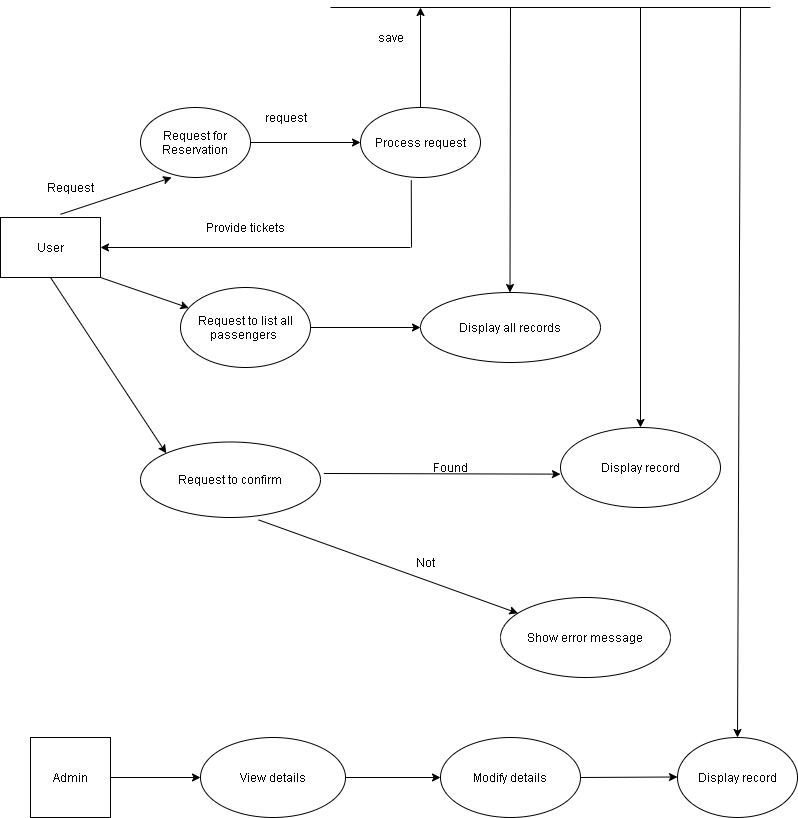 save
request
Request for
Reservation
Process request
Request
Provide tickets
User
Request to list all
passengers
Display all records
Found
Display record
Request to confirm
Not
Show error message
Admin
View details
Modify details
Display record